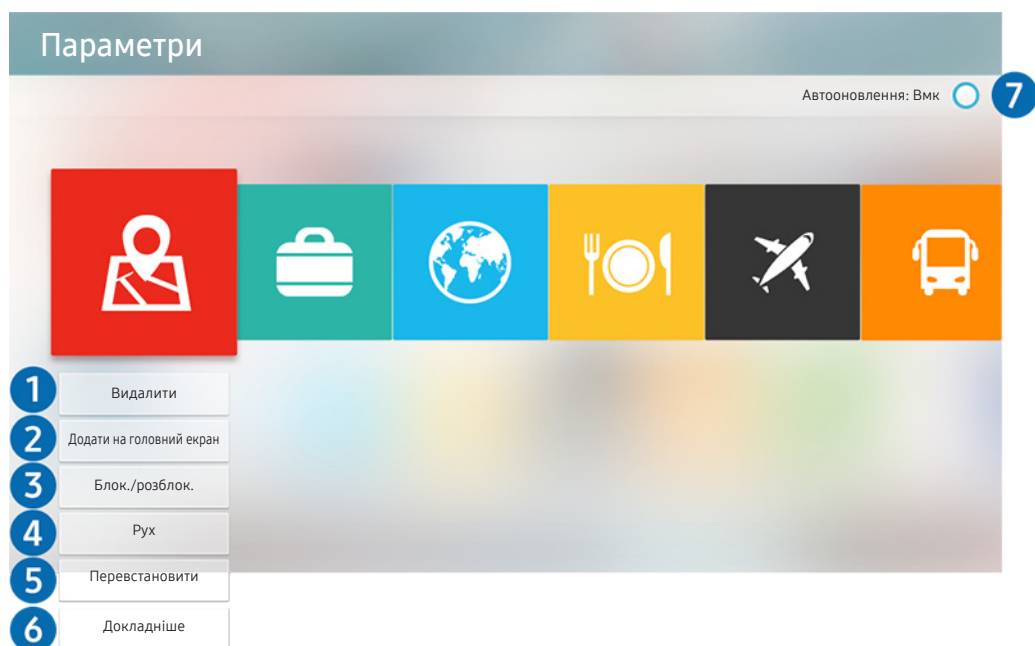 Параметри
Автооновлення: Вмк
7
1
Видалити
2
Додати на головний екран
3
Блок./розблок.
4
Рух
5
Перевстановити
6
Докладніше